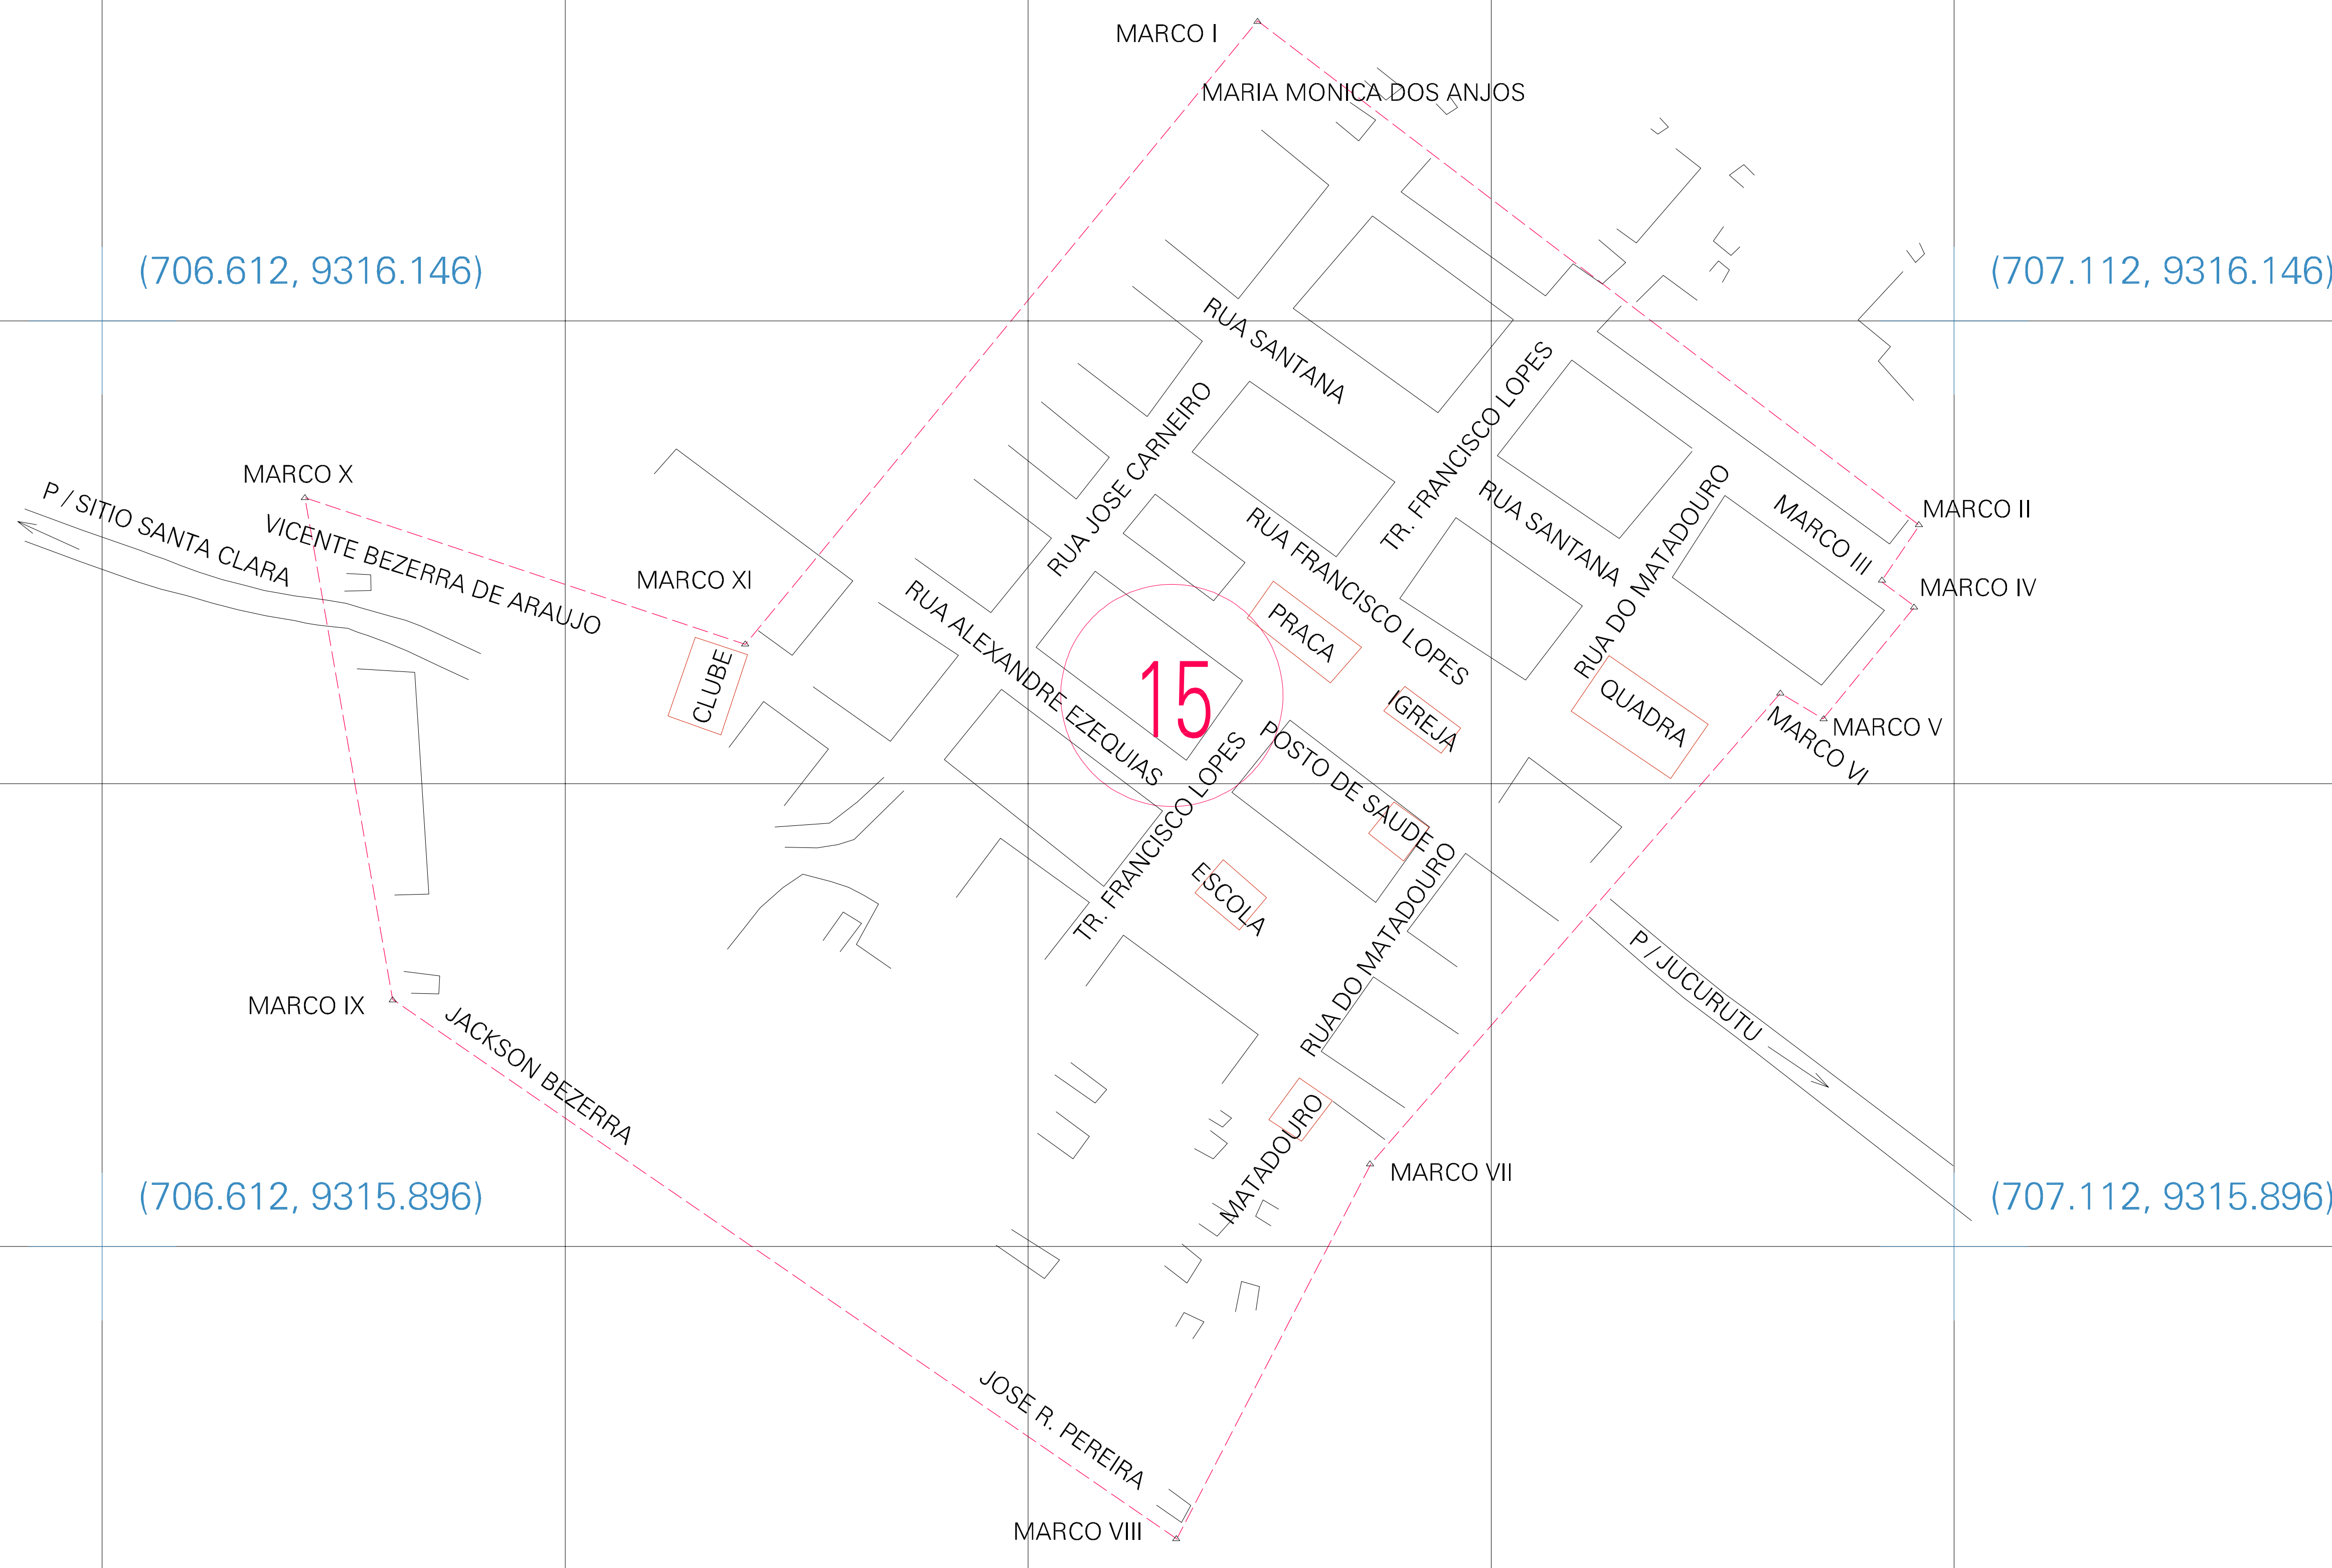 MARCO I
MARIA MONICA DOS ANJOS
(706.612, 9316.146)
(707.112, 9316.146)
RUA SANTANA
TR. FRANCISCO LOPES
RUA JOSE CARNEIRO
MARCO X
P / SITIO SANTA CLARA
VICENTE BEZERRA DE ARAUJO
MARCO XI
RUA SANTANA
RUA DO MATADOURO
MARCO III
MARCO II
MARCO IV
RUA FRANCISCO LOPES
RUA ALEXANDRE EZEQUIAS
PRACA
CLUBE
15
IGREJA
QUADRA
MARCO V
MARCO VI
POSTO DE SAUDE
TR. FRANCISCO LOPES
ESCOLA
RUA DO MATADOURO
P / JUCURUTU
MARCO IX
JACKSON BEZERRA
MATADOURO
MARCO VII
(706.612, 9315.896)
(707.112, 9315.896)
JOSE R. PEREIRA
MARCO VIII